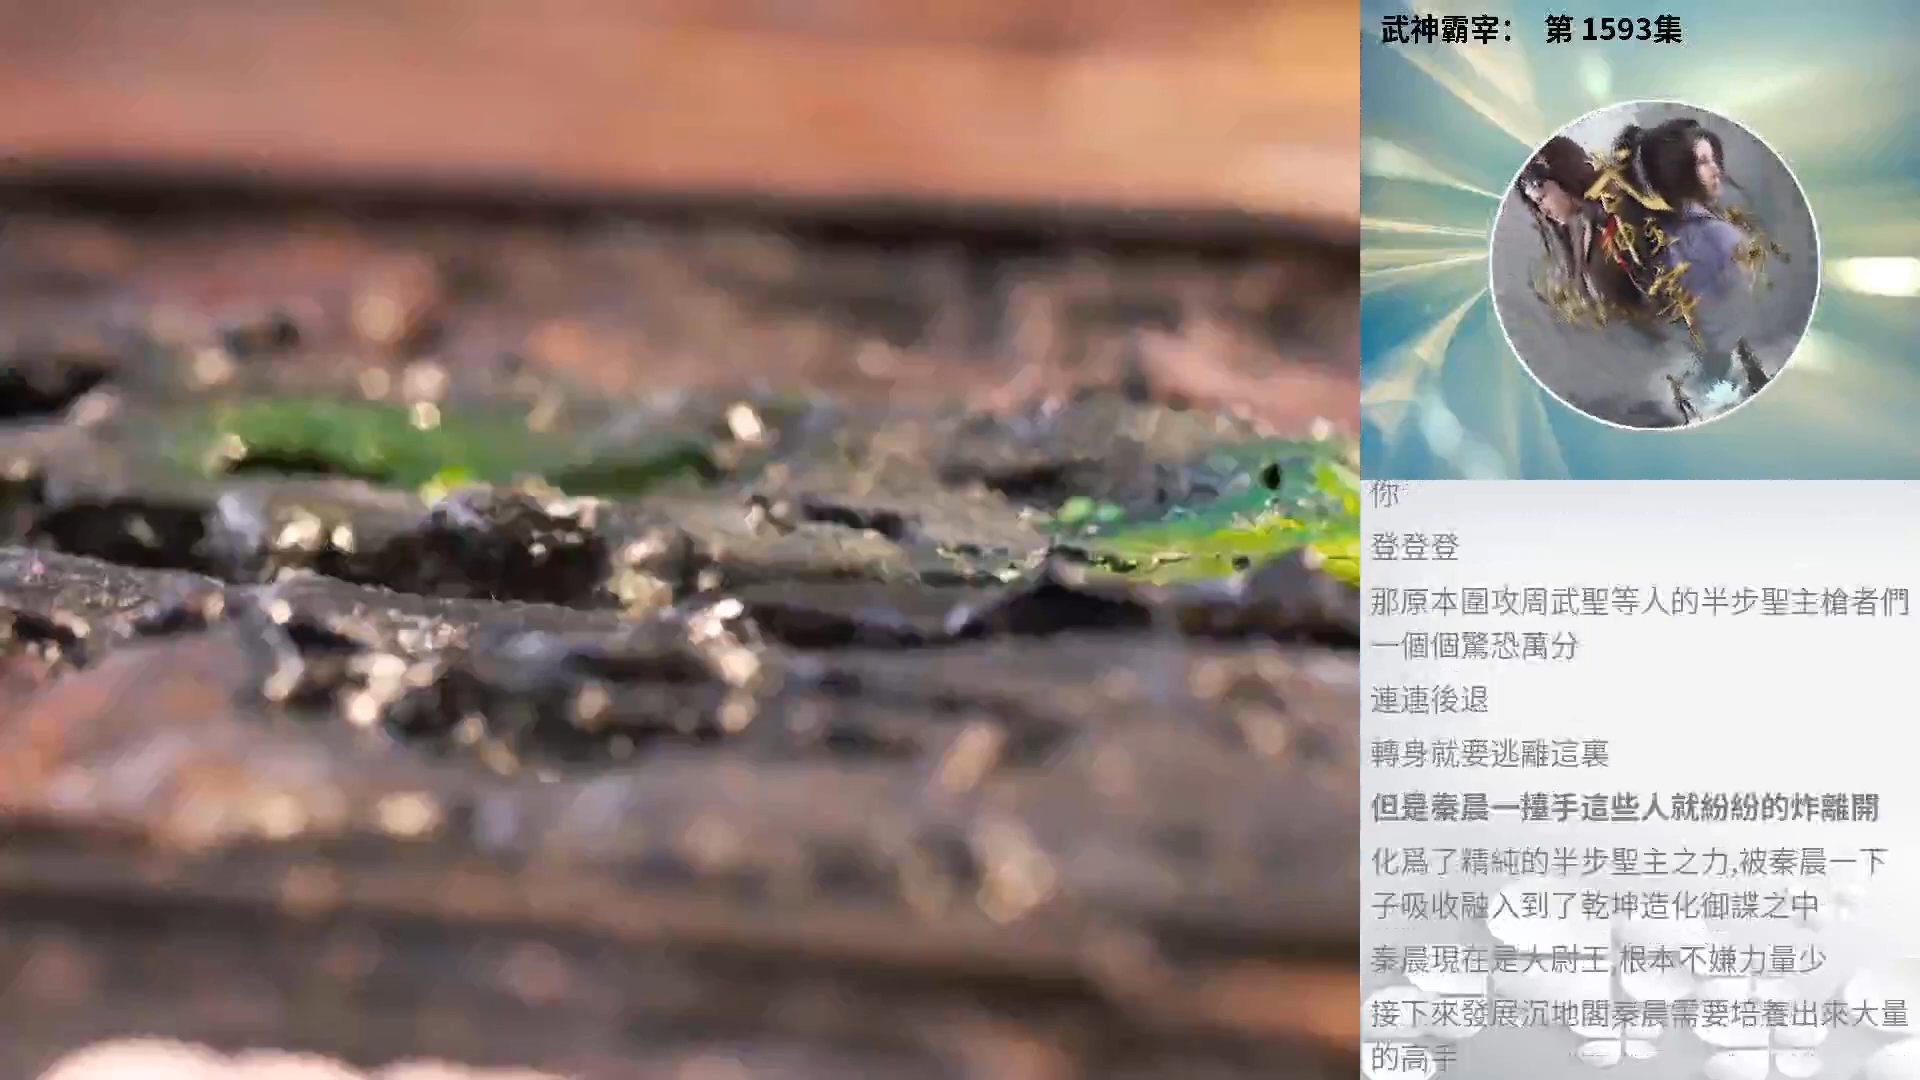 武神霸宰： 第 1593集
你
登登登
那原本圍攻周武聖等人的半步聖主槍者們
一個個驚恐萬分
連連後退
轉身就要逃離這裏
但是秦晨一擡手這些人就紛紛的炸離開
化爲了精純的半步聖主之力,被秦晨一下
子吸收融入到了乾坤造化御諜之中
秦晨現在是大尉王,根本不嫌力量少
接下來發展沉地閣秦晨需要培養出來大量
的高手